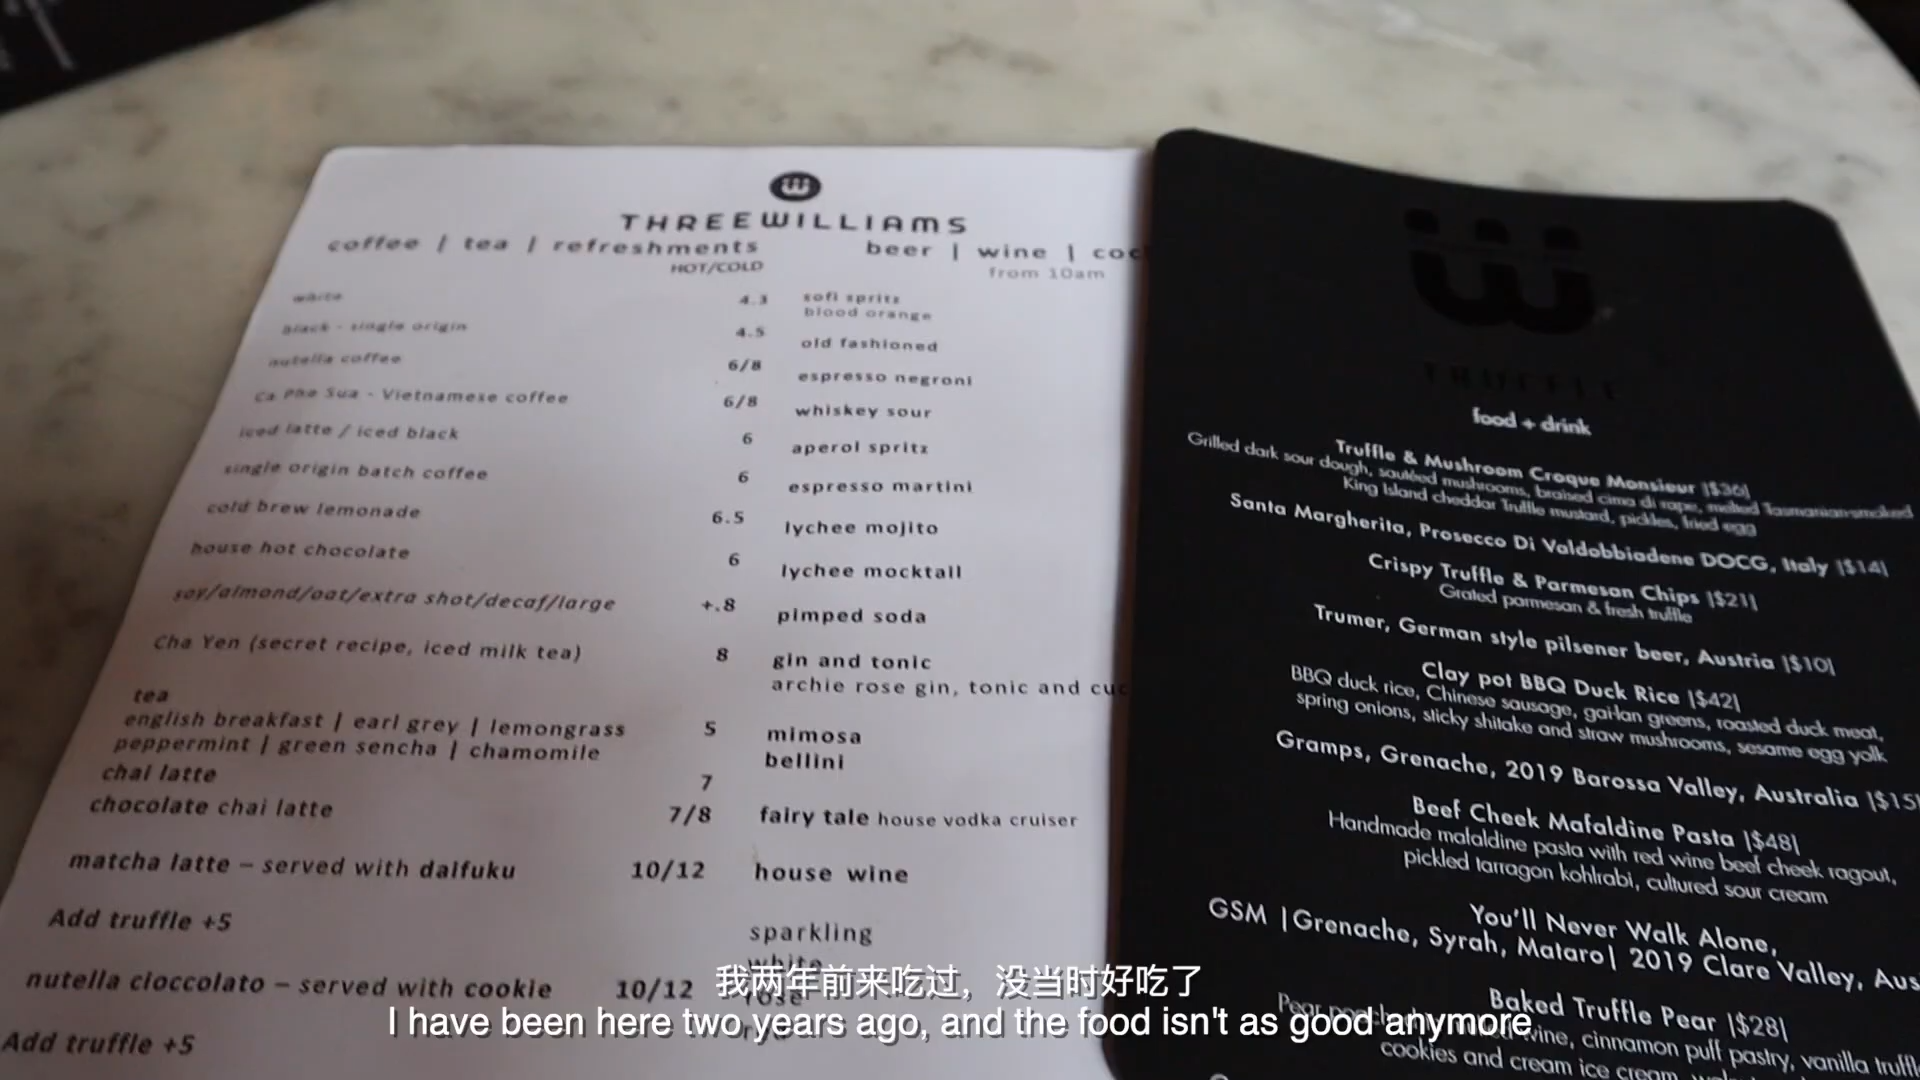 THREEWILLIAMS
coffee | tea | refreshments
HOT/COLD
white 4.3
black - single origin 4.5
nutella coffee 6/8
Ca Phe Sua - Vietnamese coffee 6/8
iced latte / iced black 6
single origin batch coffee 6
cold brew lemonade 6.5
house hot chocolate 6
soy/almond/oat/extra shot/decaf/large +.8
Cha Yen (secret recipe, iced milk tea) 8
tea
english breakfast | earl grey | lemongrass 5
peppermint | green sencha | chamomile
chai latte 7
chocolate chai latte 7/8
matcha latte – served with daifuku 10/12
Add truffle +5
nutella cioccolato – served with cookie 10/12
Add truffle +5
beer | wine |
from 10am
sofi spritz
blood orange
old fashioned
espresso negroni
whiskey sour
aperol spritz
espresso martini
lychee mojito
lychee mocktail
pimped soda
gin and tonic
archie rose gin, tonic and
mimosa
bellini
fairy tale house vodka cruiser
house wine
sparkling
white
rose
TRUFFLE
food + drink
Truffle & Mushroom Croque Monsieur |$36|
Grilled dark sour dough, sautéed mushrooms, braised cima di rape, melted Tasmanian-smoked
King Island cheddar Truffle mustard, pickles, fried egg
Santa Margherita, Prosecco Di Valdobbiadene DOCG, Italy |$14|
Crispy Truffle & Parmesan Chips |$21|
Grated parmesan & fresh truffle
Trumer, German style pilsener beer, Austria |$10|
Clay pot BBQ Duck Rice |$42|
BBQ duck rice, Chinese sausage, gai-lan greens, roasted duck meat,
spring onions, sticky shitake and straw mushrooms, sesame egg yolk
Gramps, Grenache, 2019 Barossa Valley, Australia |$15|
Beef Cheek Mafaldine Pasta |$48|
Handmade malaldine pasta with red wine beef cheek ragout,
pickled tarragon kohlrabi, cultured sour cream
You'll Never Walk Alone,
GSM |Grenache, Syrah, Mataro| 2019 Clare Valley, Aus
Baked Truffle Pear |$28|
Pear wine, cinnamon puff pastry, vanilla
cookies and cream ice cream,
我两年前来吃过，没当时好吃了
I have been here two years ago, and the food isn't as good anymore